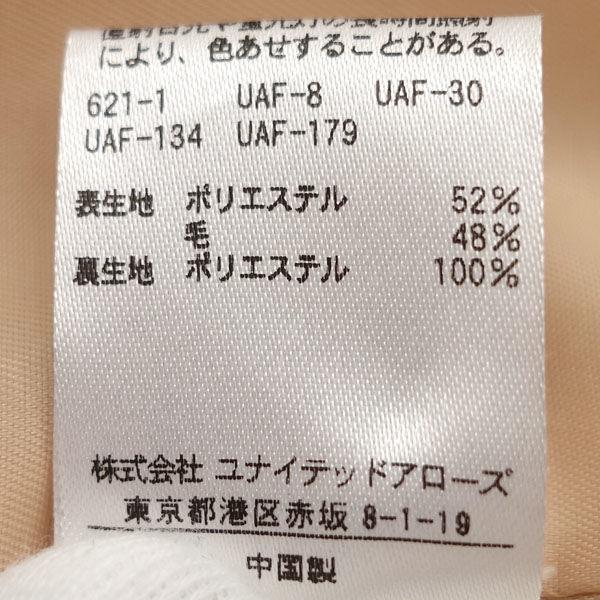 により、色あせすることがある。
621-1 UAF-8 UAF-30
UAF-134 UAF-179
表生地 ポリエステル 52%
毛 48%
裏生地 ポリエステル 100%
株式会社 ユナイテッドアローズ
東京都港区赤坂 8-1-19
中国製